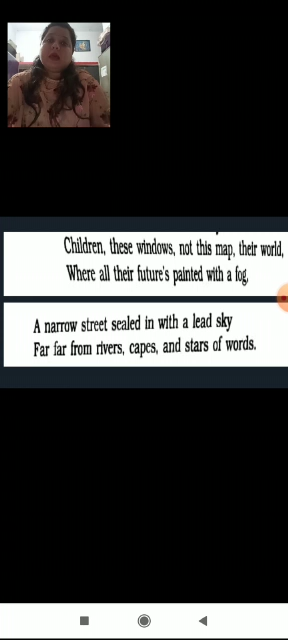 Children, these windows, not this map, their world,
Where all their future's painted with a fog,
A narrow street sealed in with a lead sky
Far far from rivers, capes, and stars of words.